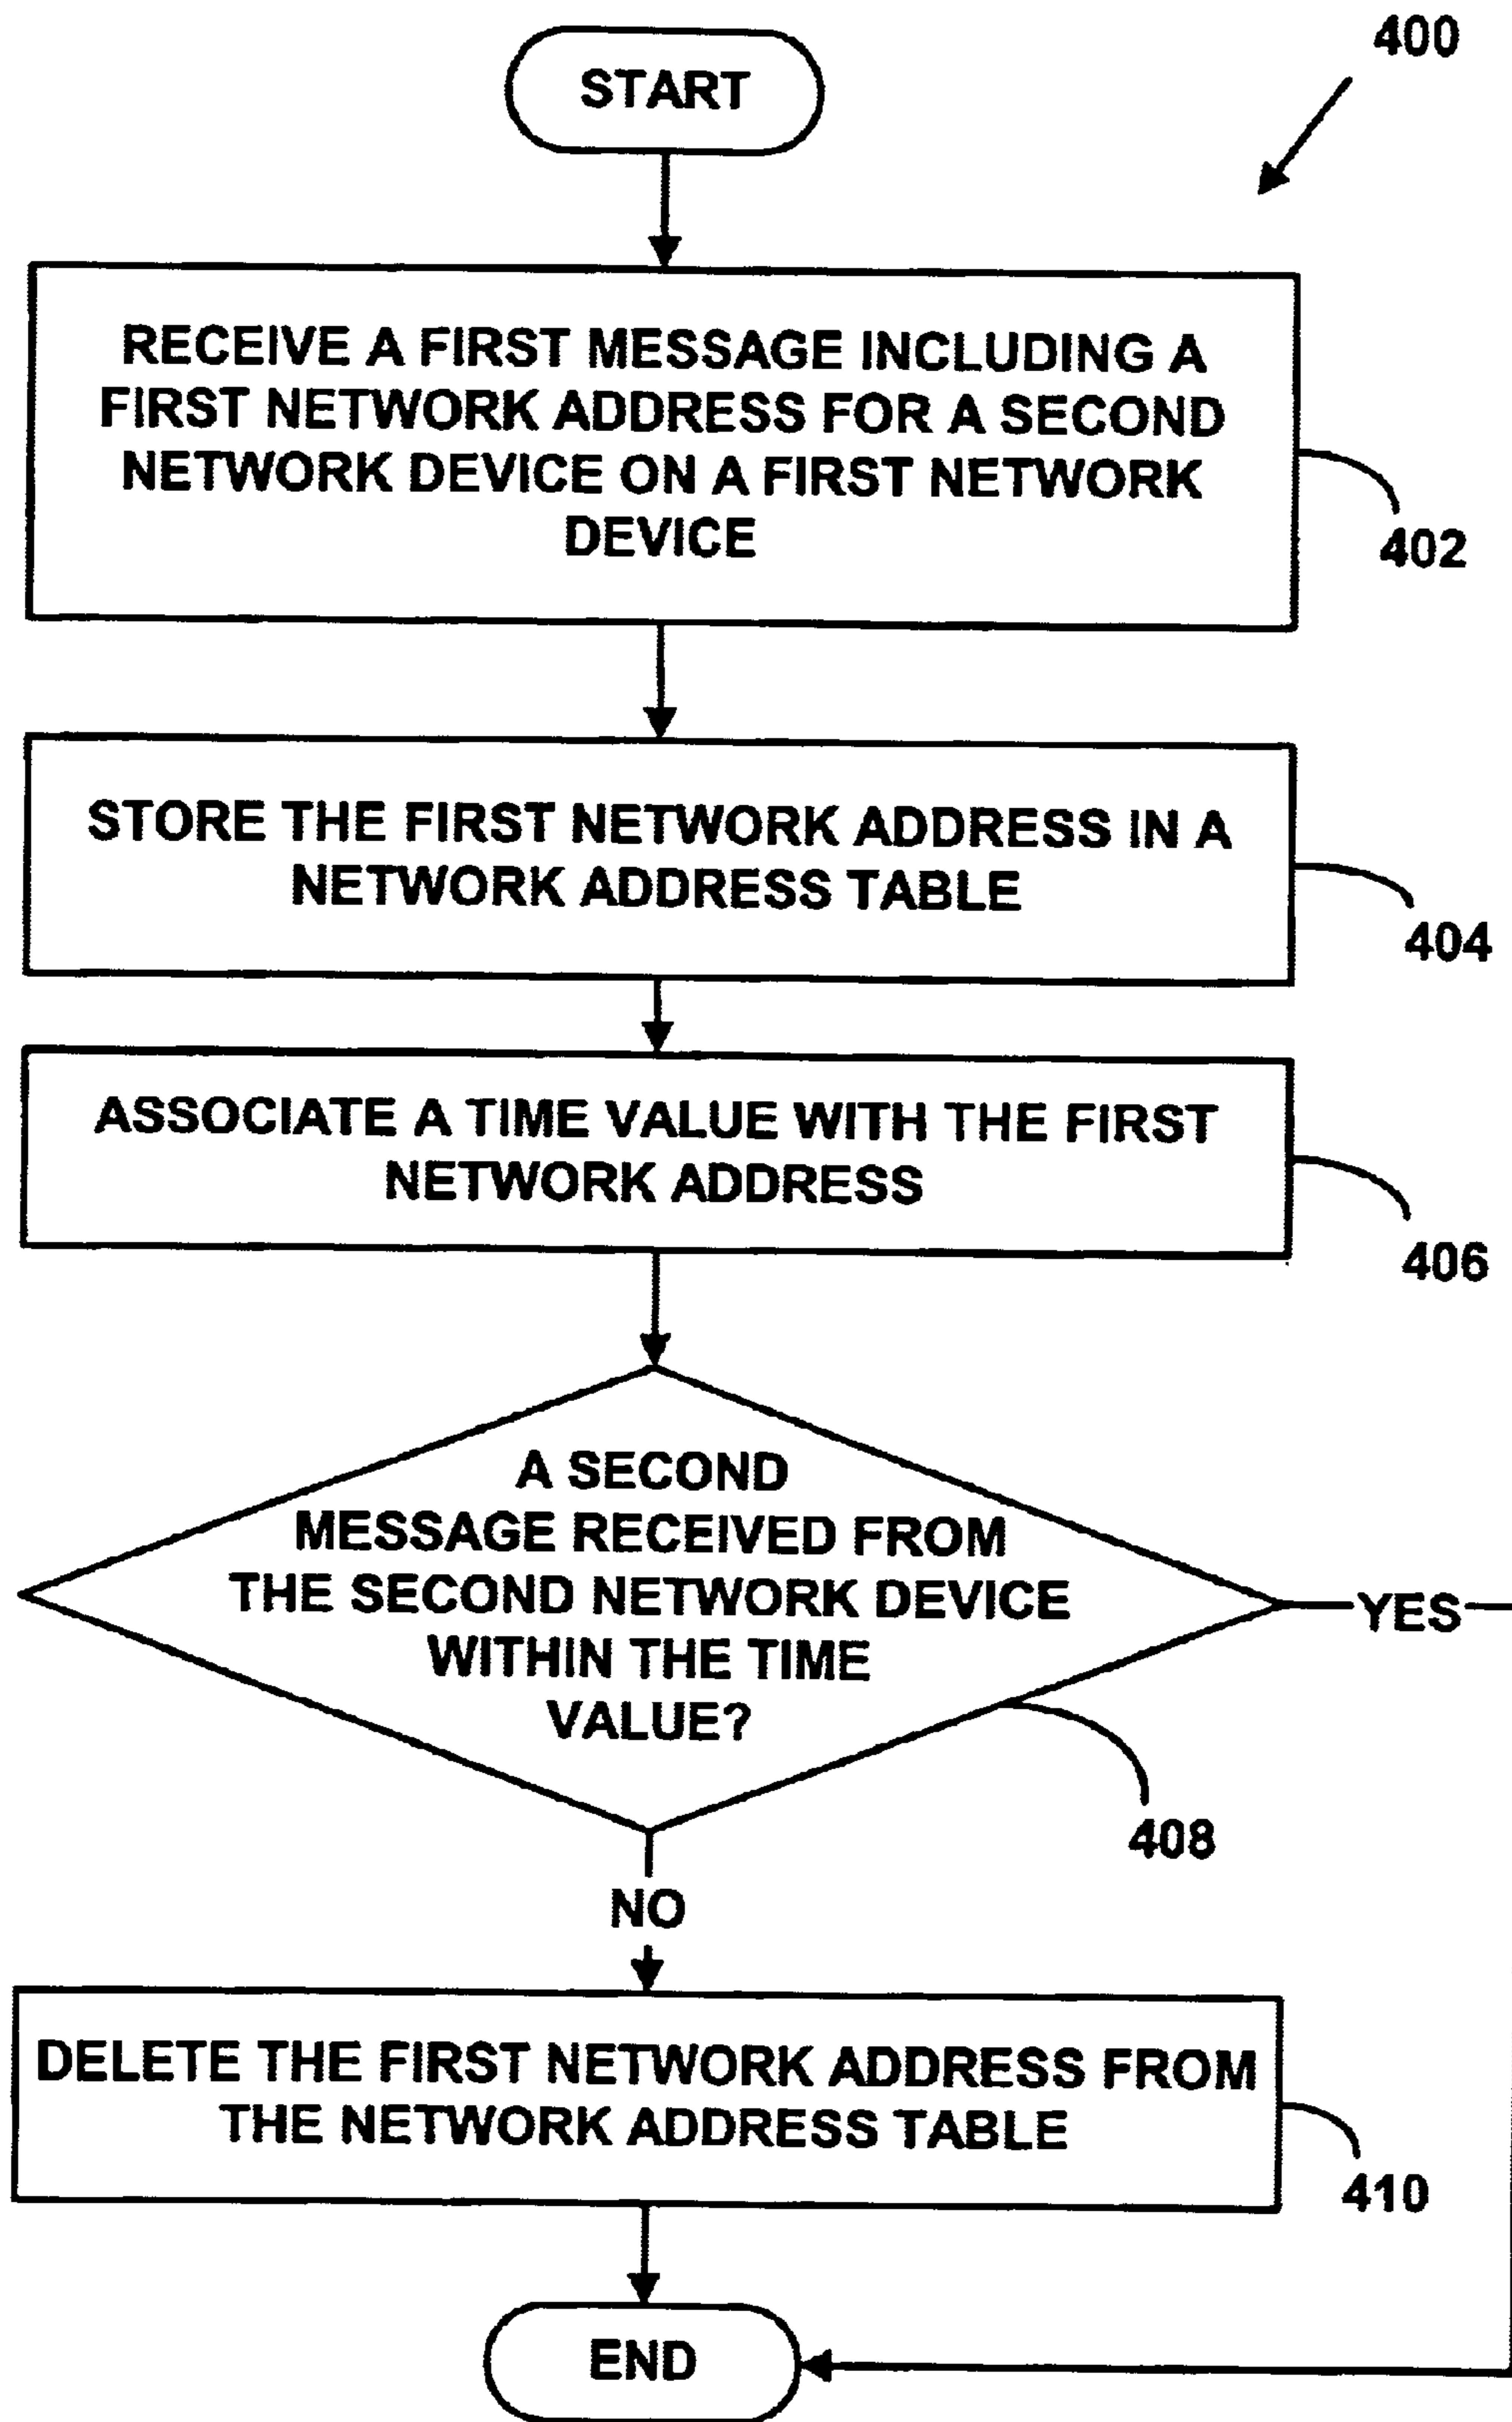 400
START
RECEIVE A FIRST MESSAGE INCLUDING A
FIRST NETWORK ADDRESS FOR A SECOND
NETWORK DEVICE ON A FIRST NETWORK
DEVICE
402
STORE THE FIRST NETWORK ADDRESS IN A
NETWORK ADDRESS TABLE
404
ASSOCIATE A TIME VALUE WITH THE FIRST
NETWORK ADDRESS
406
A SECOND
MESSAGE RECEIVED FROM
THE SECOND NETWORK DEVICE
WITHIN THE TIME
VALUE?
YES
408
NO
DELETE THE FIRST NETWORK ADDRESS FROM
THE NETWORK ADDRESS TABLE
410
END